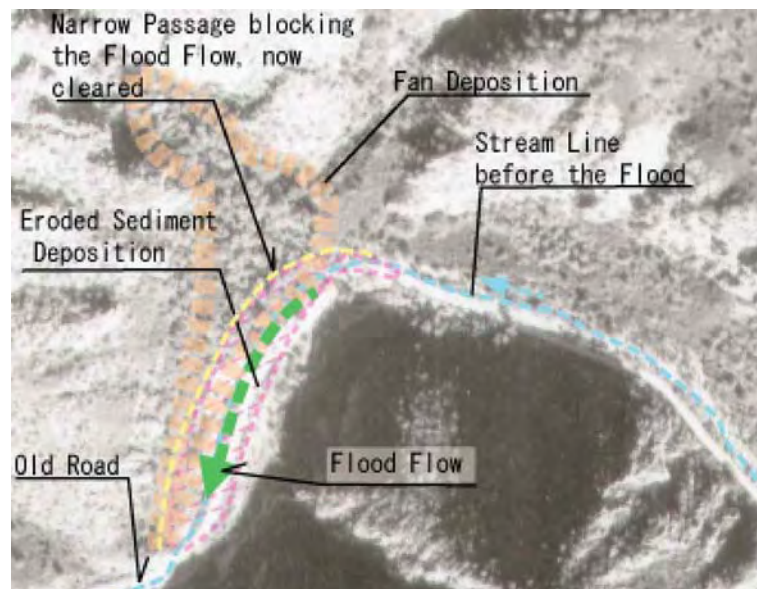 Narrow Passage blocking
the Flood Flow, now
cleared
Fan Deposition
Stream Line
before the Flood
Eroded Sediment
Deposition
Old Road
Flood Flow